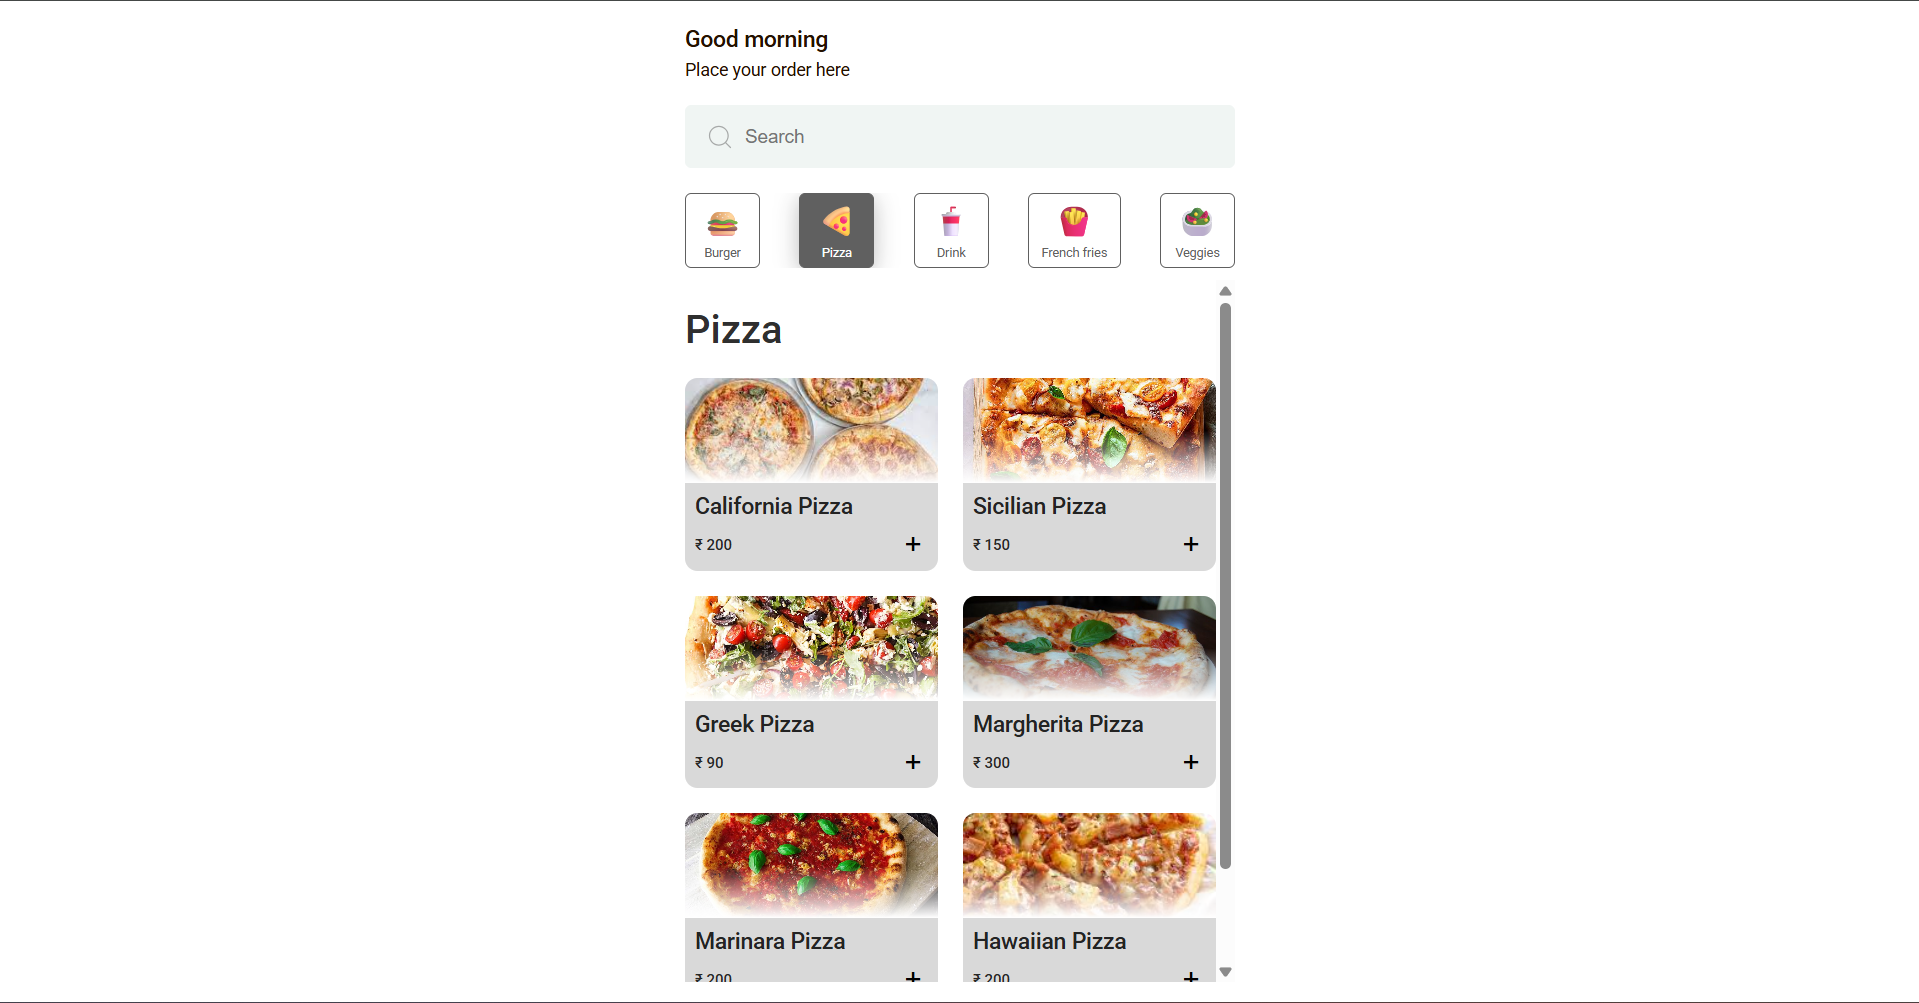 Good morning
Place your order here
Search
Burger
Pizza
Drink
French fries
Veggies
Pizza
California Pizza
₹ 200
+
Sicilian Pizza
₹ 150
+
Greek Pizza
₹ 90
+
Margherita Pizza
₹ 300
+
Marinara Pizza
₹ 200
+
Hawaiian Pizza
₹ 200
+